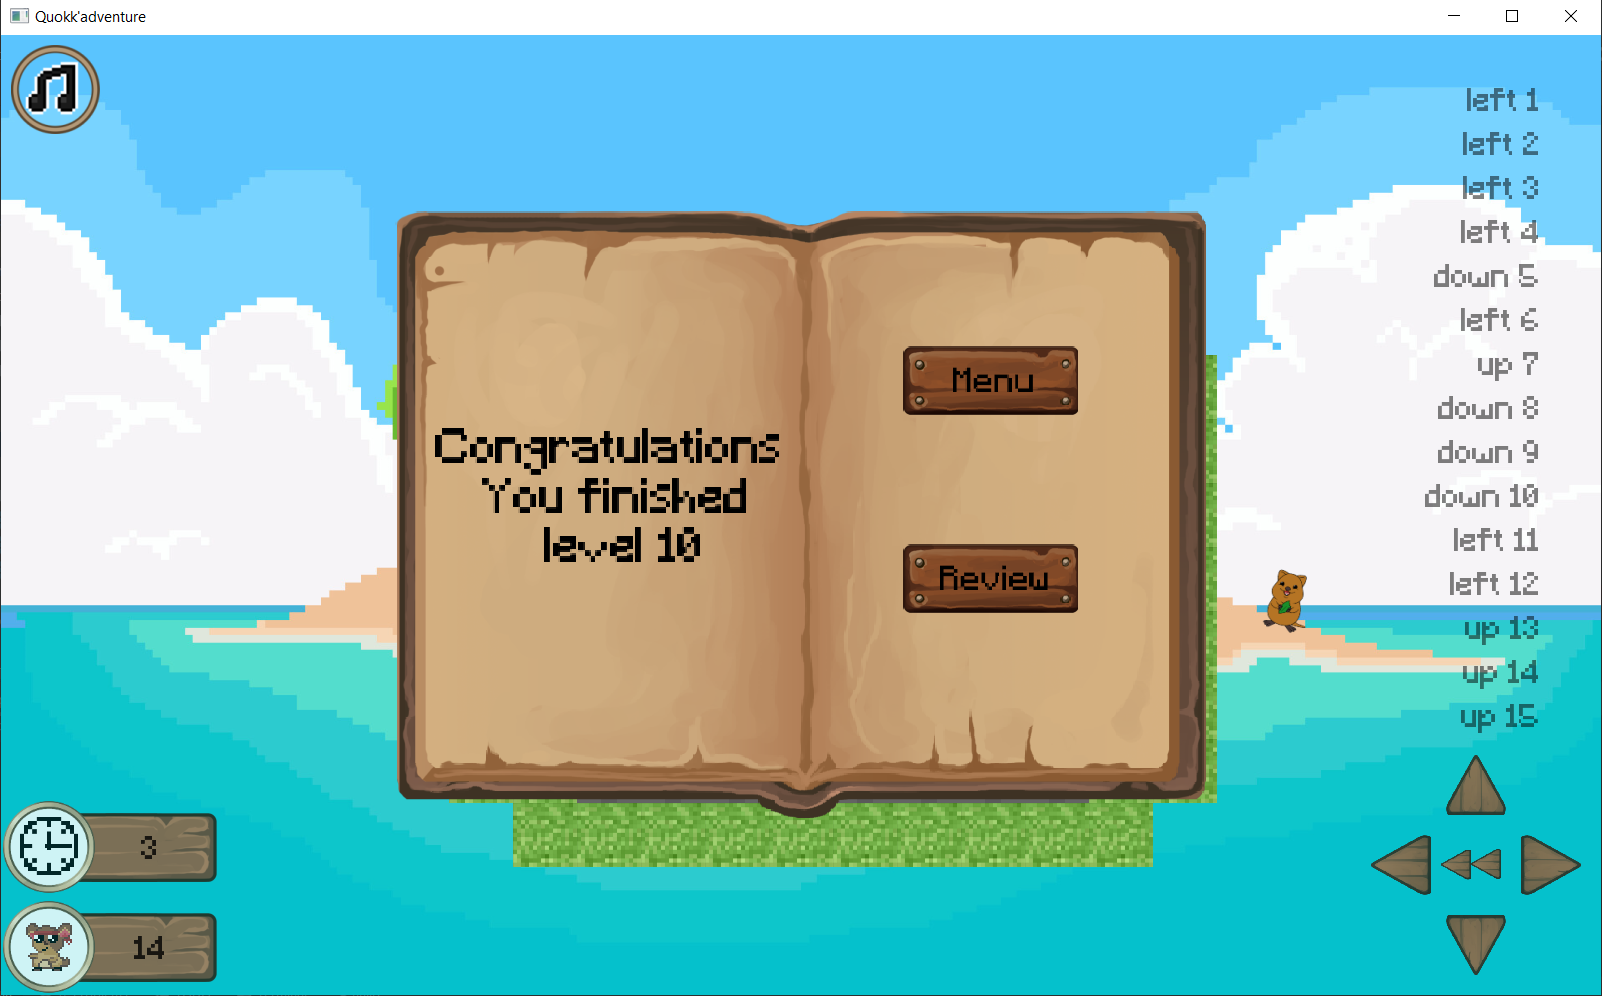 Quokk'adventure
left 1
left 2
left 3
left 4
down 5
left 6
up 7
down 8
down 9
down 10
left 11
left 12
up 13
up 14
up 15
Congratulations
You finished
level 10
Menu
Review
3
14